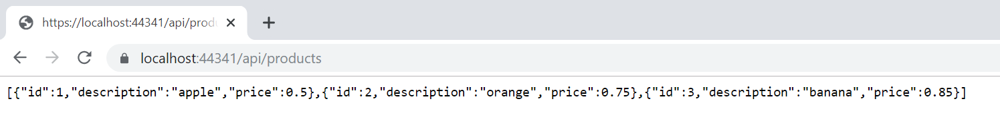 https://localhost:44341/api/produ
localhost:44341/api/products
[{"id":1,"description":"apple","price":0.5},{"id":2,"description":"orange","price":0.75},{"id":3,"description":"banana","price":0.85}]